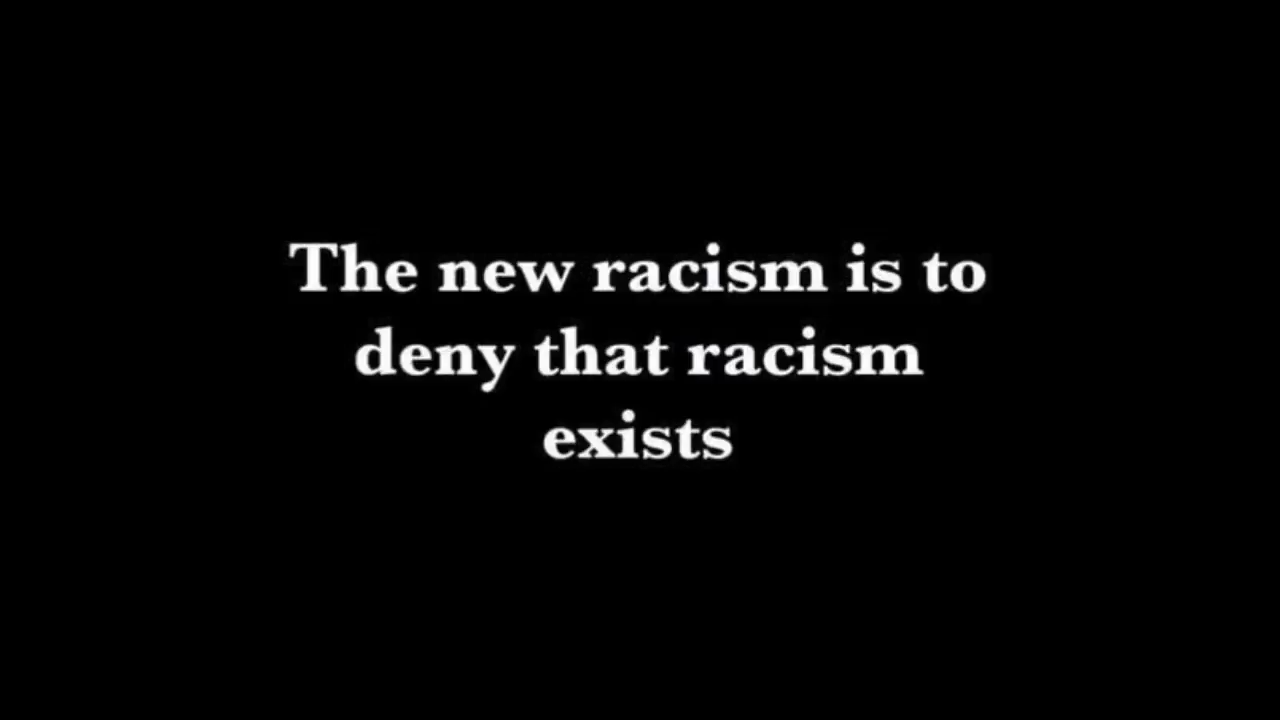 The new racism is to
deny that racism
exists